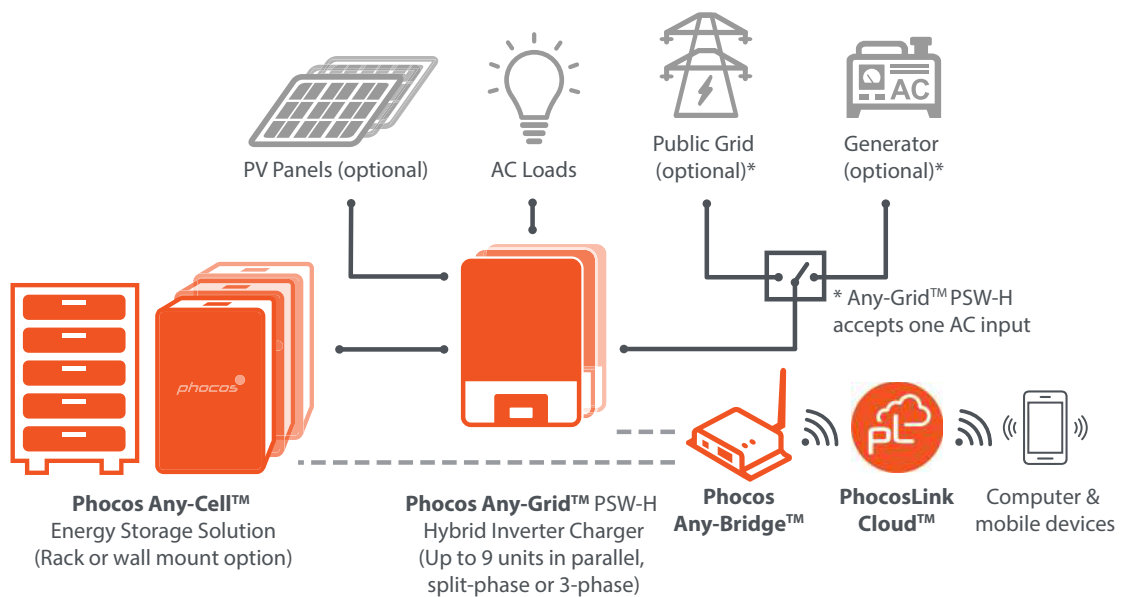 AC
PV Panels (optional)
AC Loads
Public Grid
(optional)*
Generator
(optional)*
* Any-Grid™ PSW-H
accepts one AC input
phocos
pL
Phocos Any-Cell™
Energy Storage Solution
(Rack or wall mount option)
Phocos Any-Grid™ PSW-H
Hybrid Inverter Charger
(Up to 9 units in parallel,
split-phase or 3-phase)
Phocos
Any-Bridge™
PhocosLink
Cloud™
Computer &
mobile devices